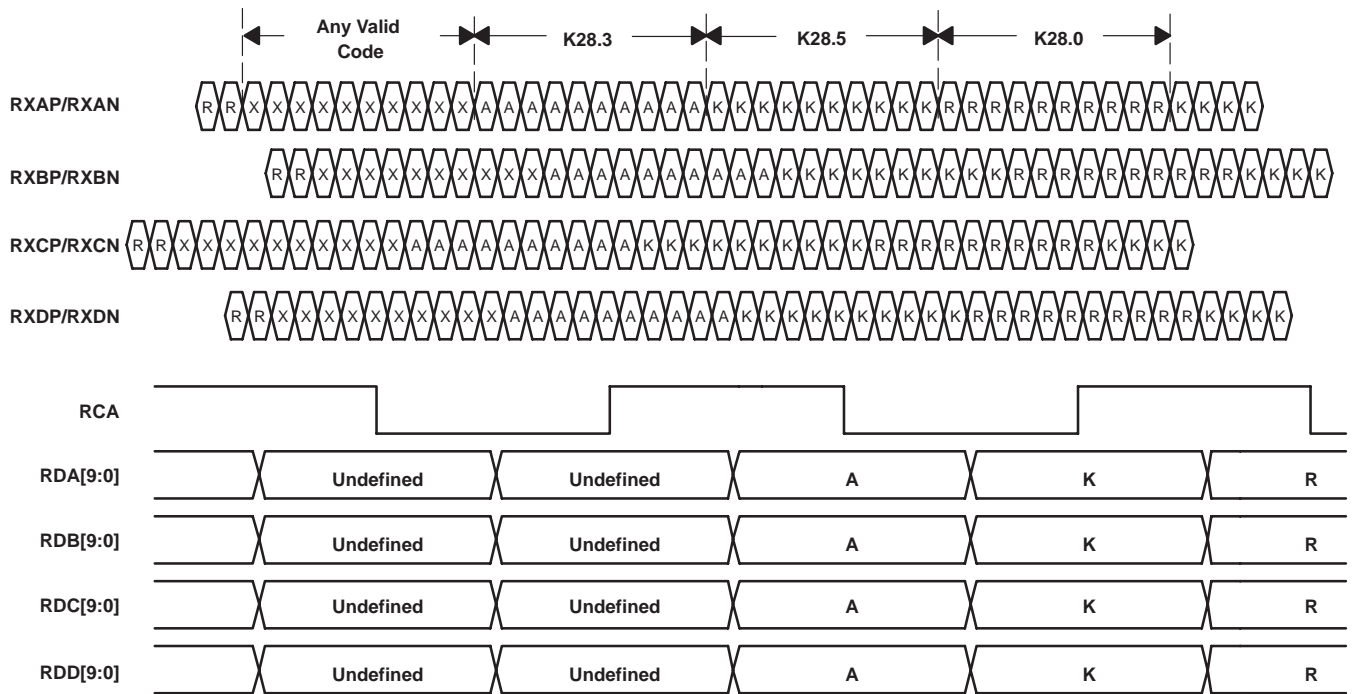 Any Valid
Code
K28.3
K28.5
K28.0
RXAP/RXAN R R X X X X X X X X X X A A A A A A A A A A K K K K K K K K K K R R R R R R R R R R K K K K
RXBP/RXBN R R X X X X X X X X X X A A A A A A A A A A K K K K K K K K K K R R R R R R R R R R K K K K
RXCP/RXCN R R X X X X X X X X X X A A A A A A A A A A K K K K K K K K K K R R R R R R R R R R K K K K
RXDP/RXDN R R X X X X X X X X X X A A A A A A A A A A K K K K K K K K K K R R R R R R R R R R K K K K
RCA
RDA[9:0] Undefined Undefined A K R
RDB[9:0] Undefined Undefined A K R
RDC[9:0] Undefined Undefined A K R
RDD[9:0] Undefined Undefined A K R